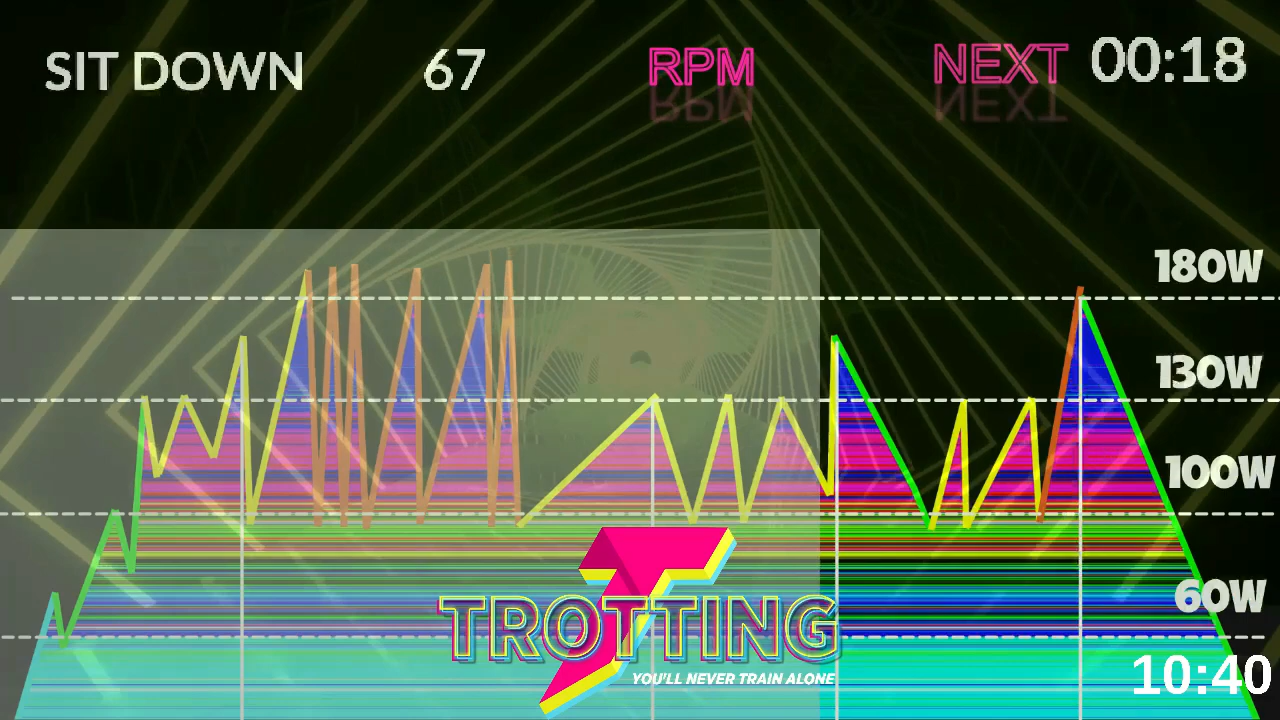 SIT DOWN 67 RPM NEXT 00:18
180W
130W
100W
60W
TROTTING
YOU'LL NEVER TRAIN ALONE
10:40